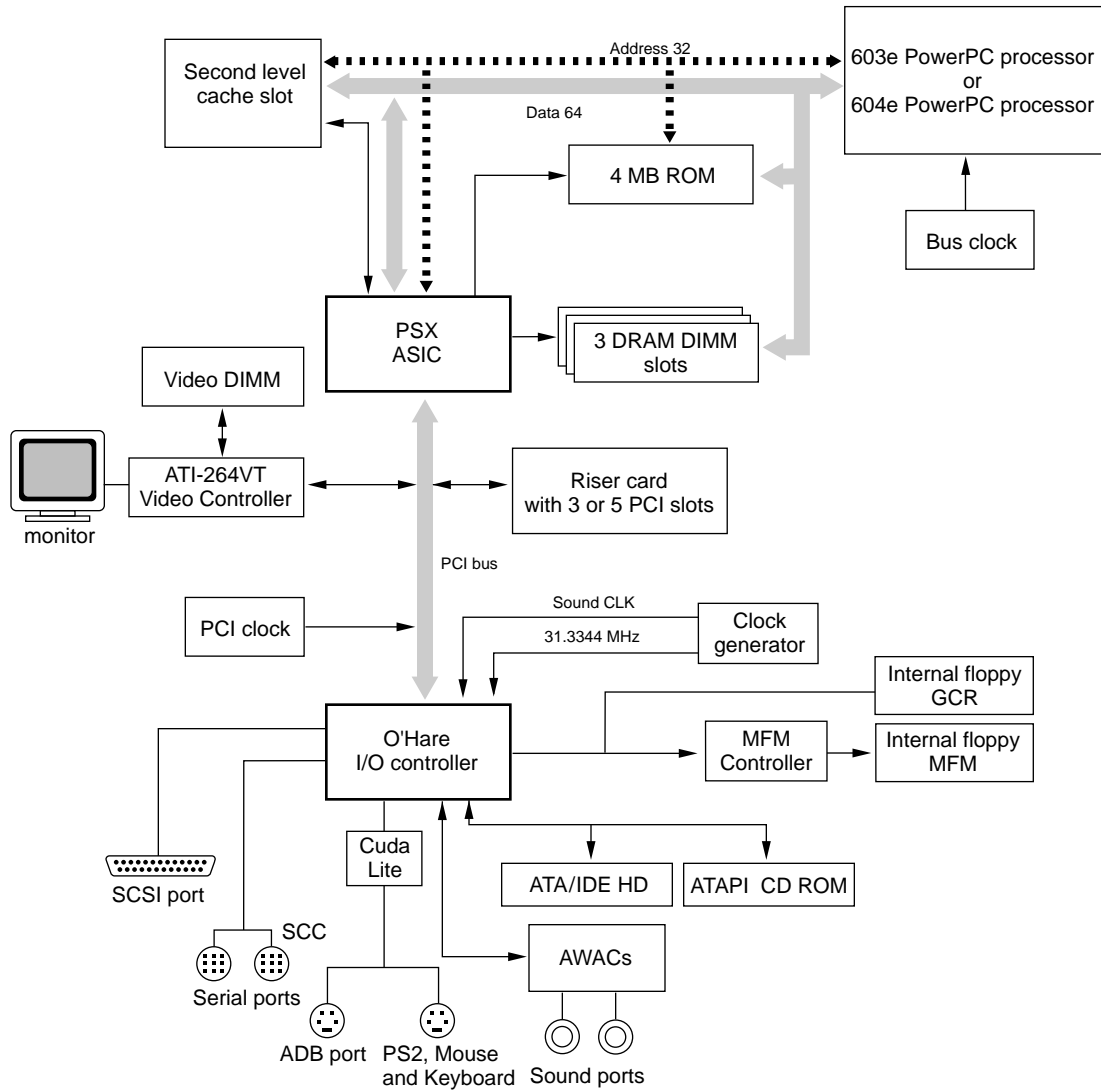 Address 32
Second level
cache slot
603e PowerPC processor
or
604e PowerPC processor
Data 64
4 MB ROM
Bus clock
PSX
ASIC
3 DRAM DIMM
slots
Video DIMM
ATI-264VT
Video Controller
monitor
Riser card
with 3 or 5 PCI slots
PCI bus
PCI clock
Sound CLK
31.3344 MHz
Clock
generator
Internal floppy
GCR
O'Hare
I/O controller
MFM
Controller
Internal floppy
MFM
Cuda
Lite
SCSI port
ATA/IDE HD
ATAPI CD ROM
SCC
Serial ports
AWACs
ADB port
PS2, Mouse
and Keyboard
Sound ports